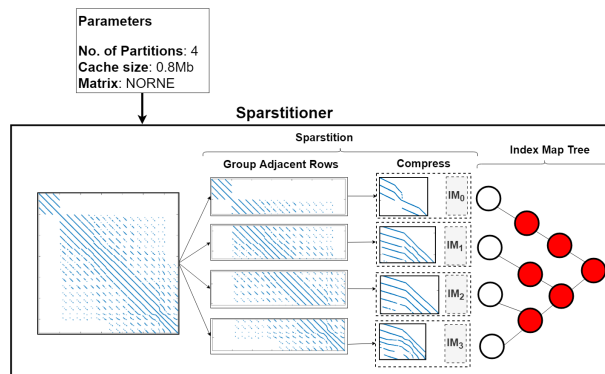 Parameters
No. of Partitions: 4
Cache size: 0.8Mb
Matrix: NORNE
Sparstitioner
Sparstition
Group Adjacent Rows
Compress
Index Map Tree
IM0
IM1
IM2
IM3